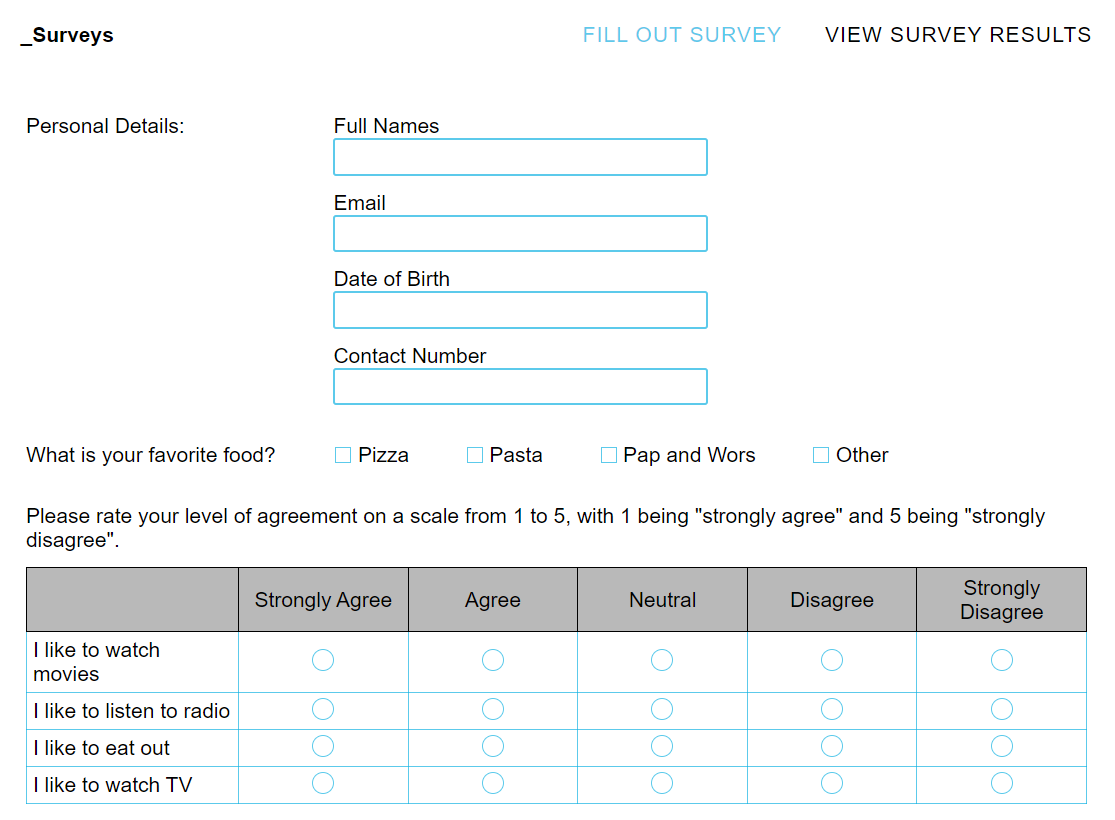 _Surveys
FILL OUT SURVEY
VIEW SURVEY RESULTS
Personal Details:
Full Names
Email
Date of Birth
Contact Number
What is your favorite food?
Pizza
Pasta
Pap and Wors
Other
Please rate your level of agreement on a scale from 1 to 5, with 1 being "strongly agree" and 5 being "strongly
disagree".
Strongly Agree
Agree
Neutral
Disagree
Strongly
Disagree
I like to watch
movies
I like to listen to radio
I like to eat out
I like to watch TV